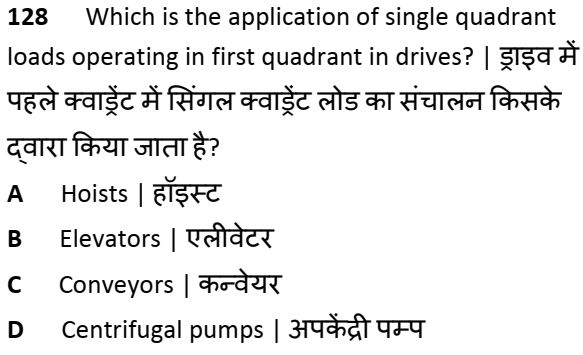 128 Which is the application of single quadrant
loads operating in first quadrant in drives? | ड्राइव में
पहले क्वाड्रेंट में सिंगल क्वाड्रेंट लोड का संचालन किसके
द्वारा किया जाता है?
A Hoists | हॉइस्ट
B Elevators | एलीवेटर
C Conveyors | कन्वेयर
D Centrifugal pumps | अपकेंद्री पम्प